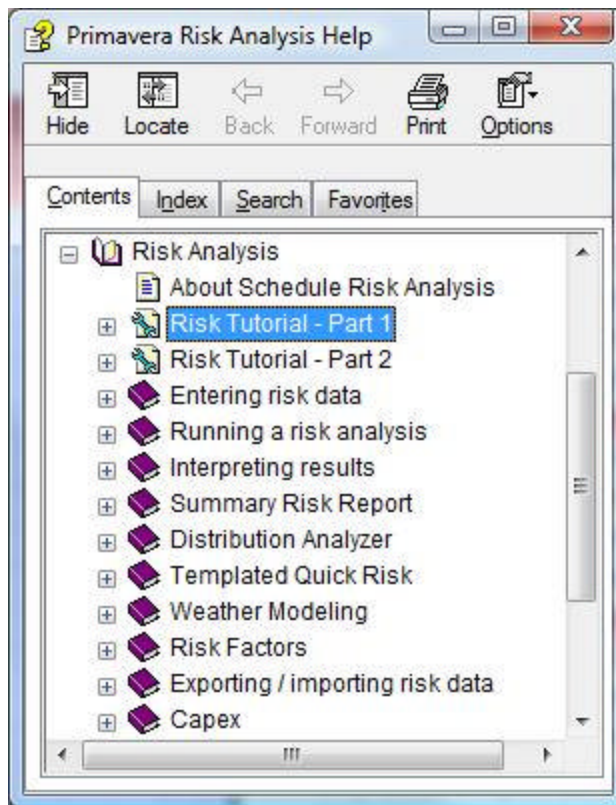 Primavera Risk Analysis Help
Hide Locate Back Forward Print Options
Contents Index Search Favorites
Risk Analysis
About Schedule Risk Analysis
Risk Tutorial - Part 1
Risk Tutorial - Part 2
Entering risk data
Running a risk analysis
Interpreting results
Summary Risk Report
Distribution Analyzer
Templated Quick Risk
Weather Modeling
Risk Factors
Exporting / importing risk data
Capex